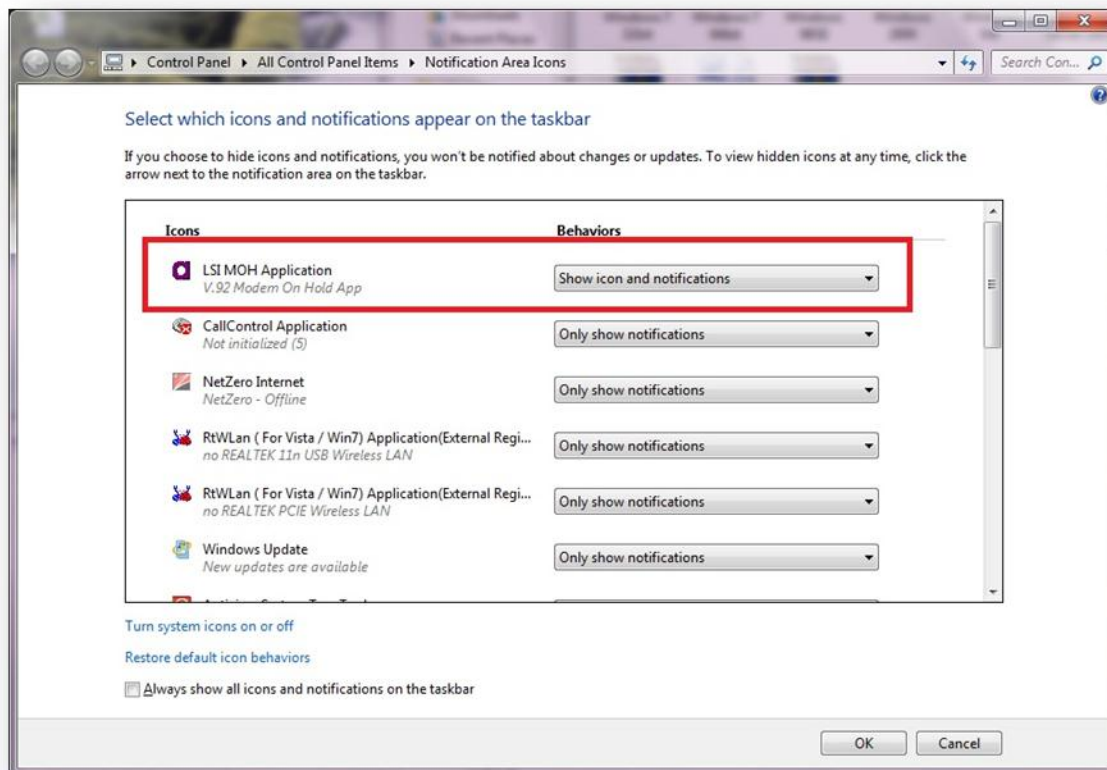 Control Panel ▸ All Control Panel Items ▸ Notification Area Icons
Search Con...
Select which icons and notifications appear on the taskbar
If you choose to hide icons and notifications, you won't be notified about changes or updates. To view hidden icons at any time, click the
arrow next to the notification area on the taskbar.
Icons Behaviors
LSI MOH Application
V.92 Modem On Hold App
Show icon and notifications
CallControl Application
Not initialized (5)
Only show notifications
NetZero Internet
NetZero - Offline
Only show notifications
RtWLan ( For Vista / Win7) Application(External Regi...
no REALTEK 11n USB Wireless LAN
Only show notifications
RtWLan ( For Vista / Win7) Application(External Regi...
no REALTEK PCIE Wireless LAN
Only show notifications
Windows Update
New updates are available
Only show notifications
Turn system icons on or off
Restore default icon behaviors
Always show all icons and notifications on the taskbar
OK Cancel